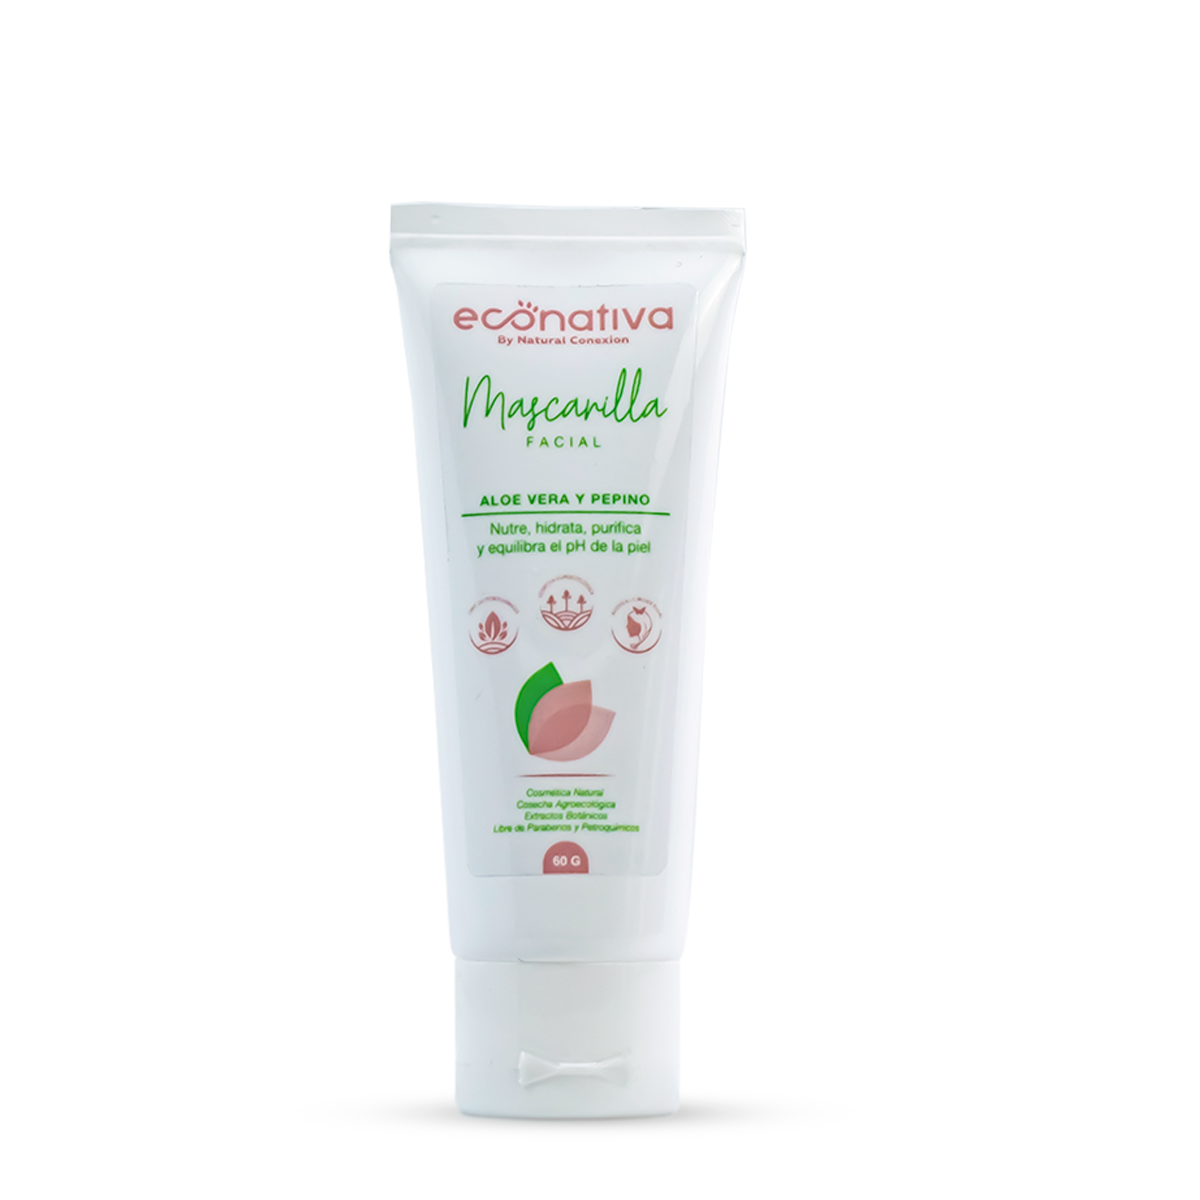 econativa
By Natural Conexion
Mascarilla
FACIAL
ALOE VERA Y PEPINO
Nutre, hidrata, purifica
y equilibra el pH de la piel
Cosmética Natural
Cosecha Agroecológica
Extractos Botánicos
Libre de Parabenos y Petroquímicos
60 G